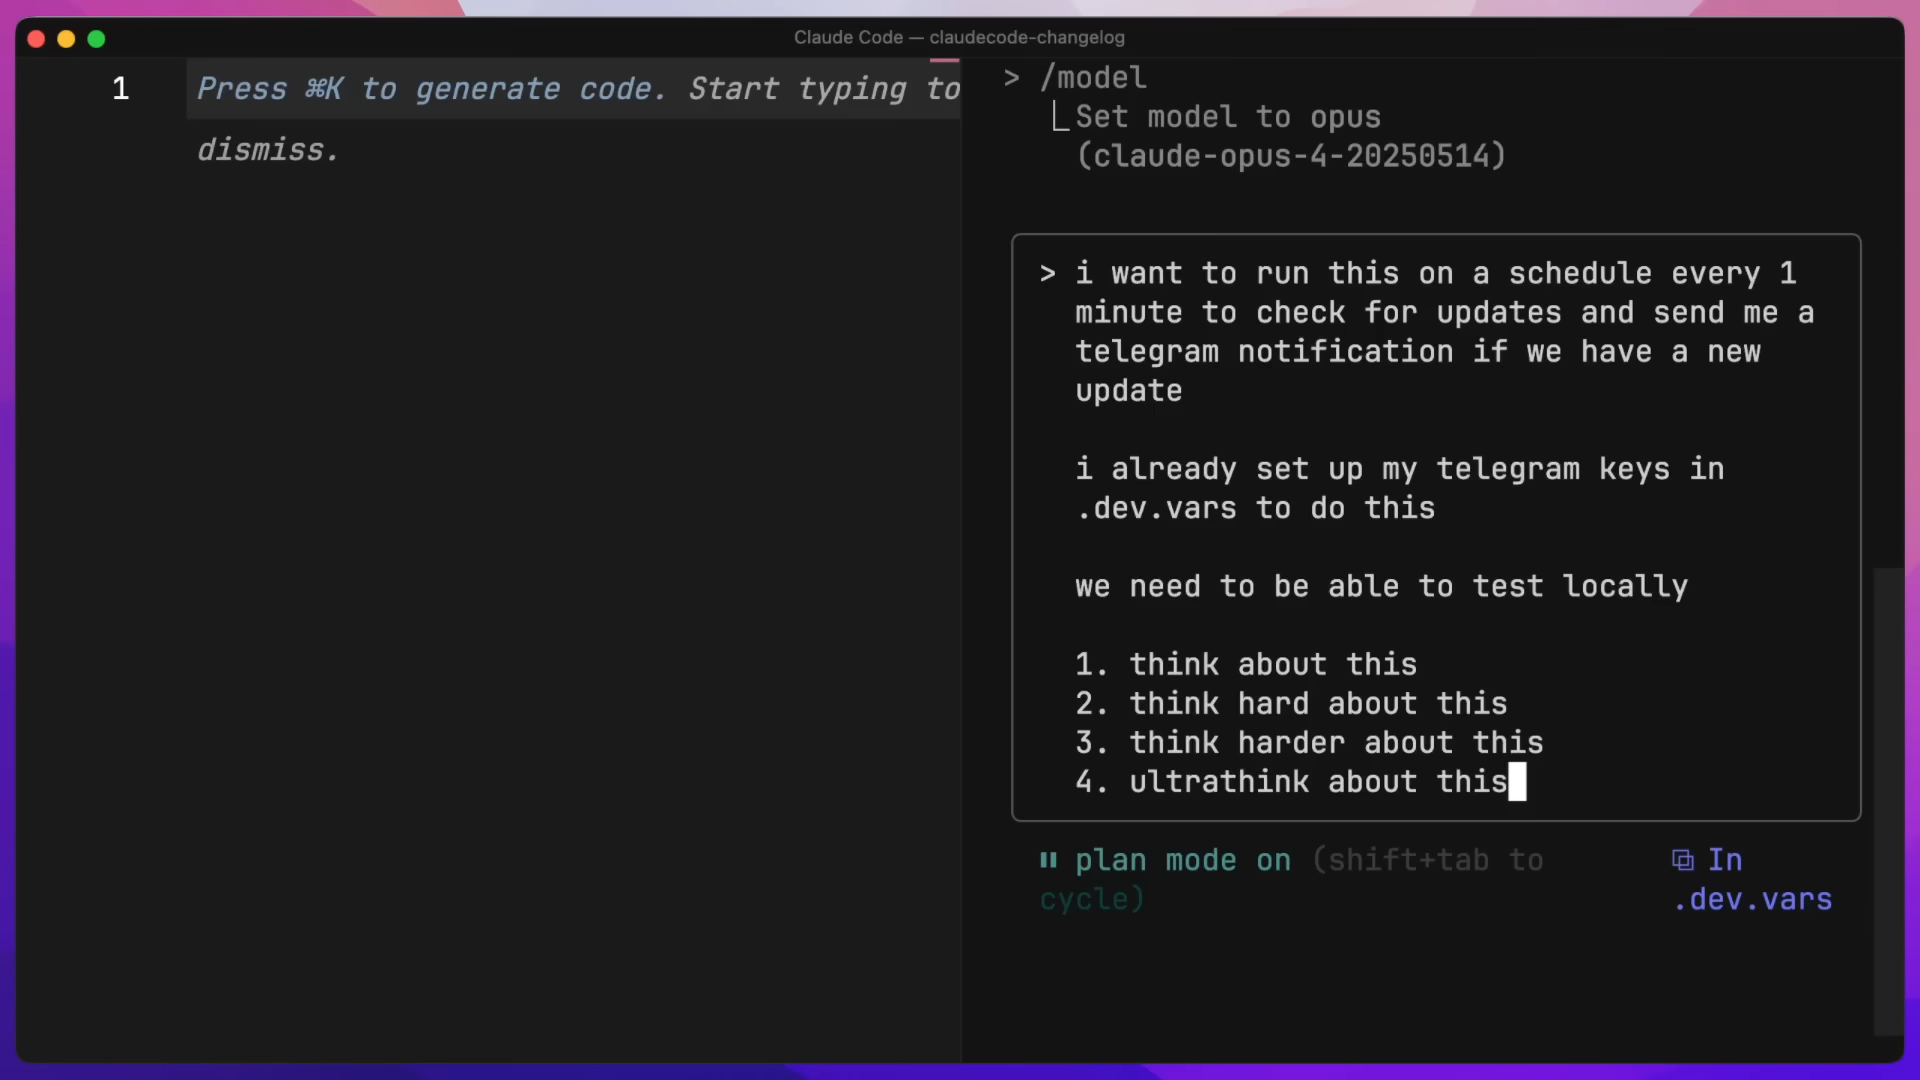 Claude Code — claudecode-changelog
1 Press ⌘K to generate code. Start typing to
dismiss.
> /model
⎿ Set model to opus
(claude-opus-4-20250514)
> i want to run this on a schedule every 1
minute to check for updates and send me a
telegram notification if we have a new
update
i already set up my telegram keys in
.dev.vars to do this
we need to be able to test locally
1. think about this
2. think hard about this
3. think harder about this
4. ultrathink about this
⏸ plan mode on (shift+tab to
cycle)
⧉ In
.dev.vars